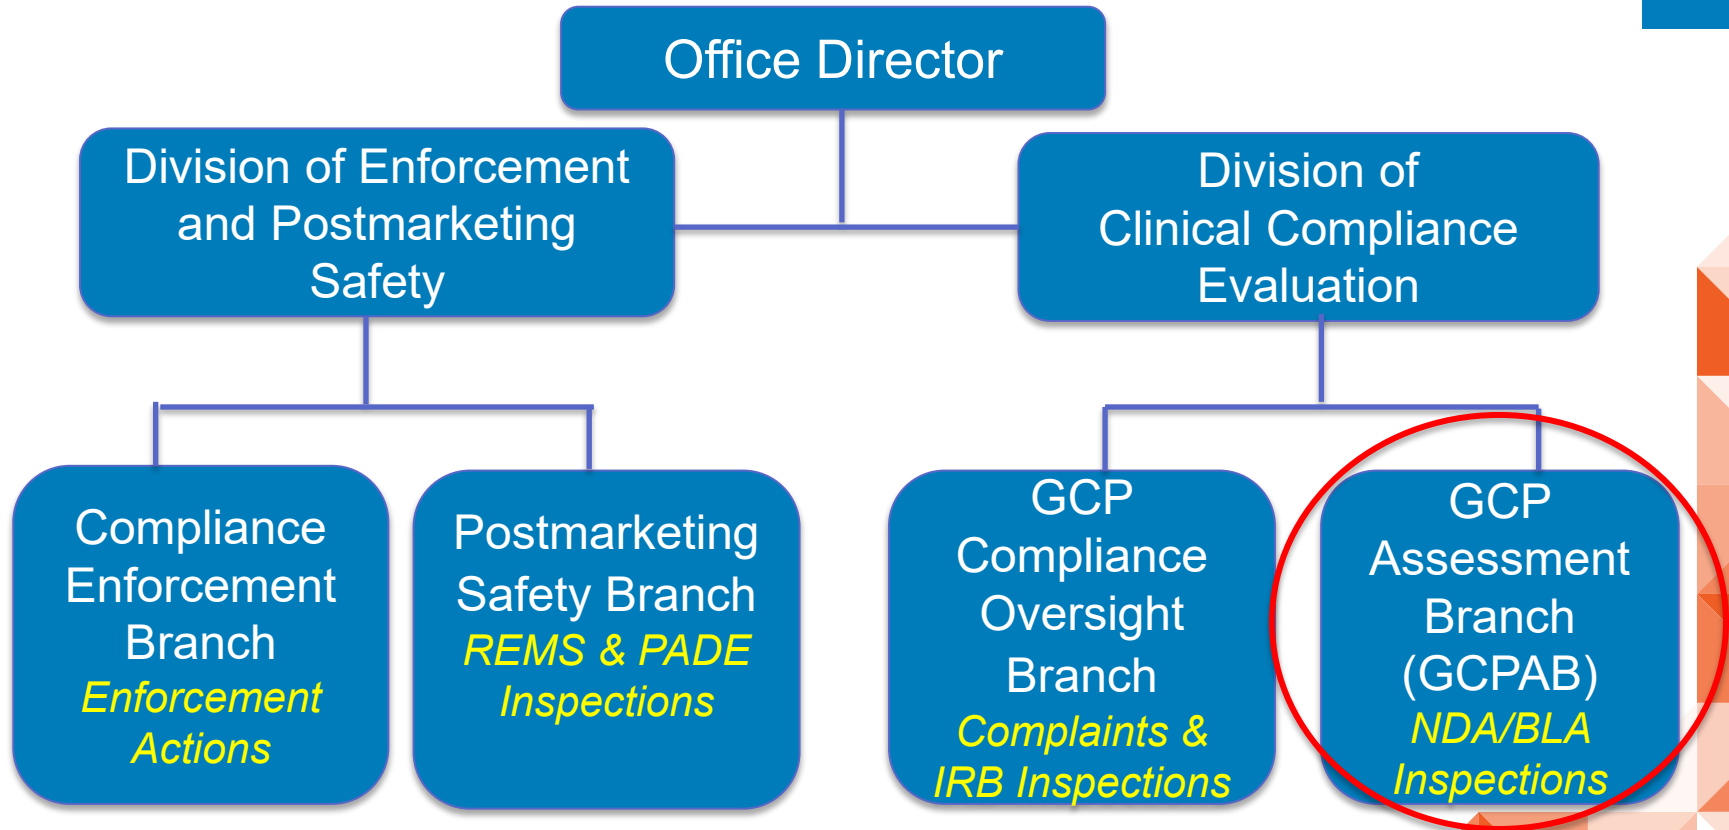 Office Director
Division of Enforcement
and Postmarketing
Safety
Division of
Clinical Compliance
Evaluation
Compliance
Enforcement
Branch
Enforcement
Actions
Postmarketing
Safety Branch
REMS & PADE
Inspections
GCP
Compliance
Oversight
Branch
Complaints &
IRB Inspections
GCP
Assessment
Branch
(GCPAB)
NDA/BLA
Inspections